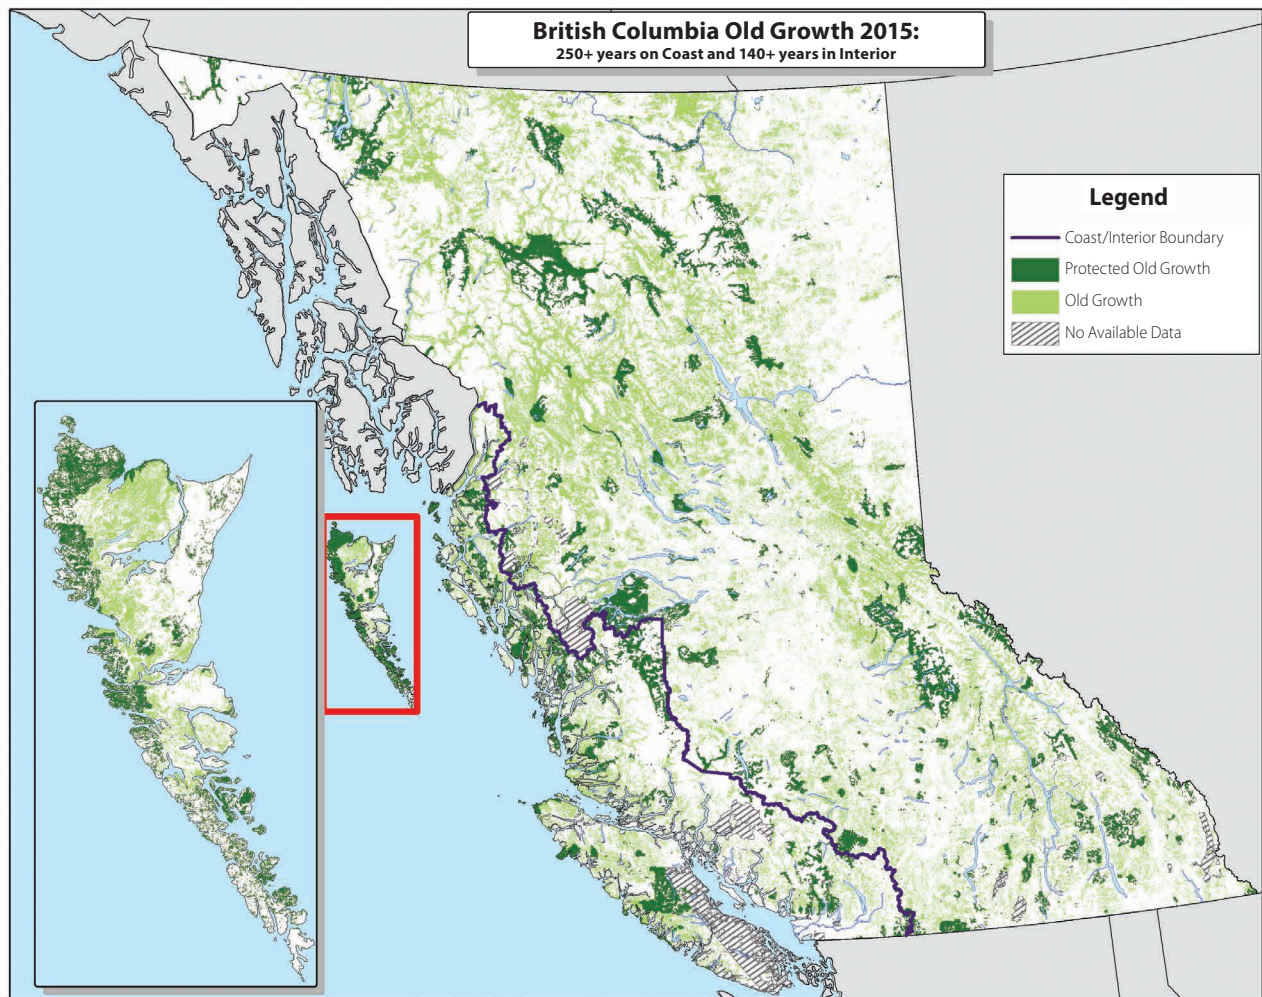 British Columbia Old Growth 2015:
250+ years on Coast and 140+ years in Interior
Legend
Coast/Interior Boundary
Protected Old Growth
Old Growth
No Available Data